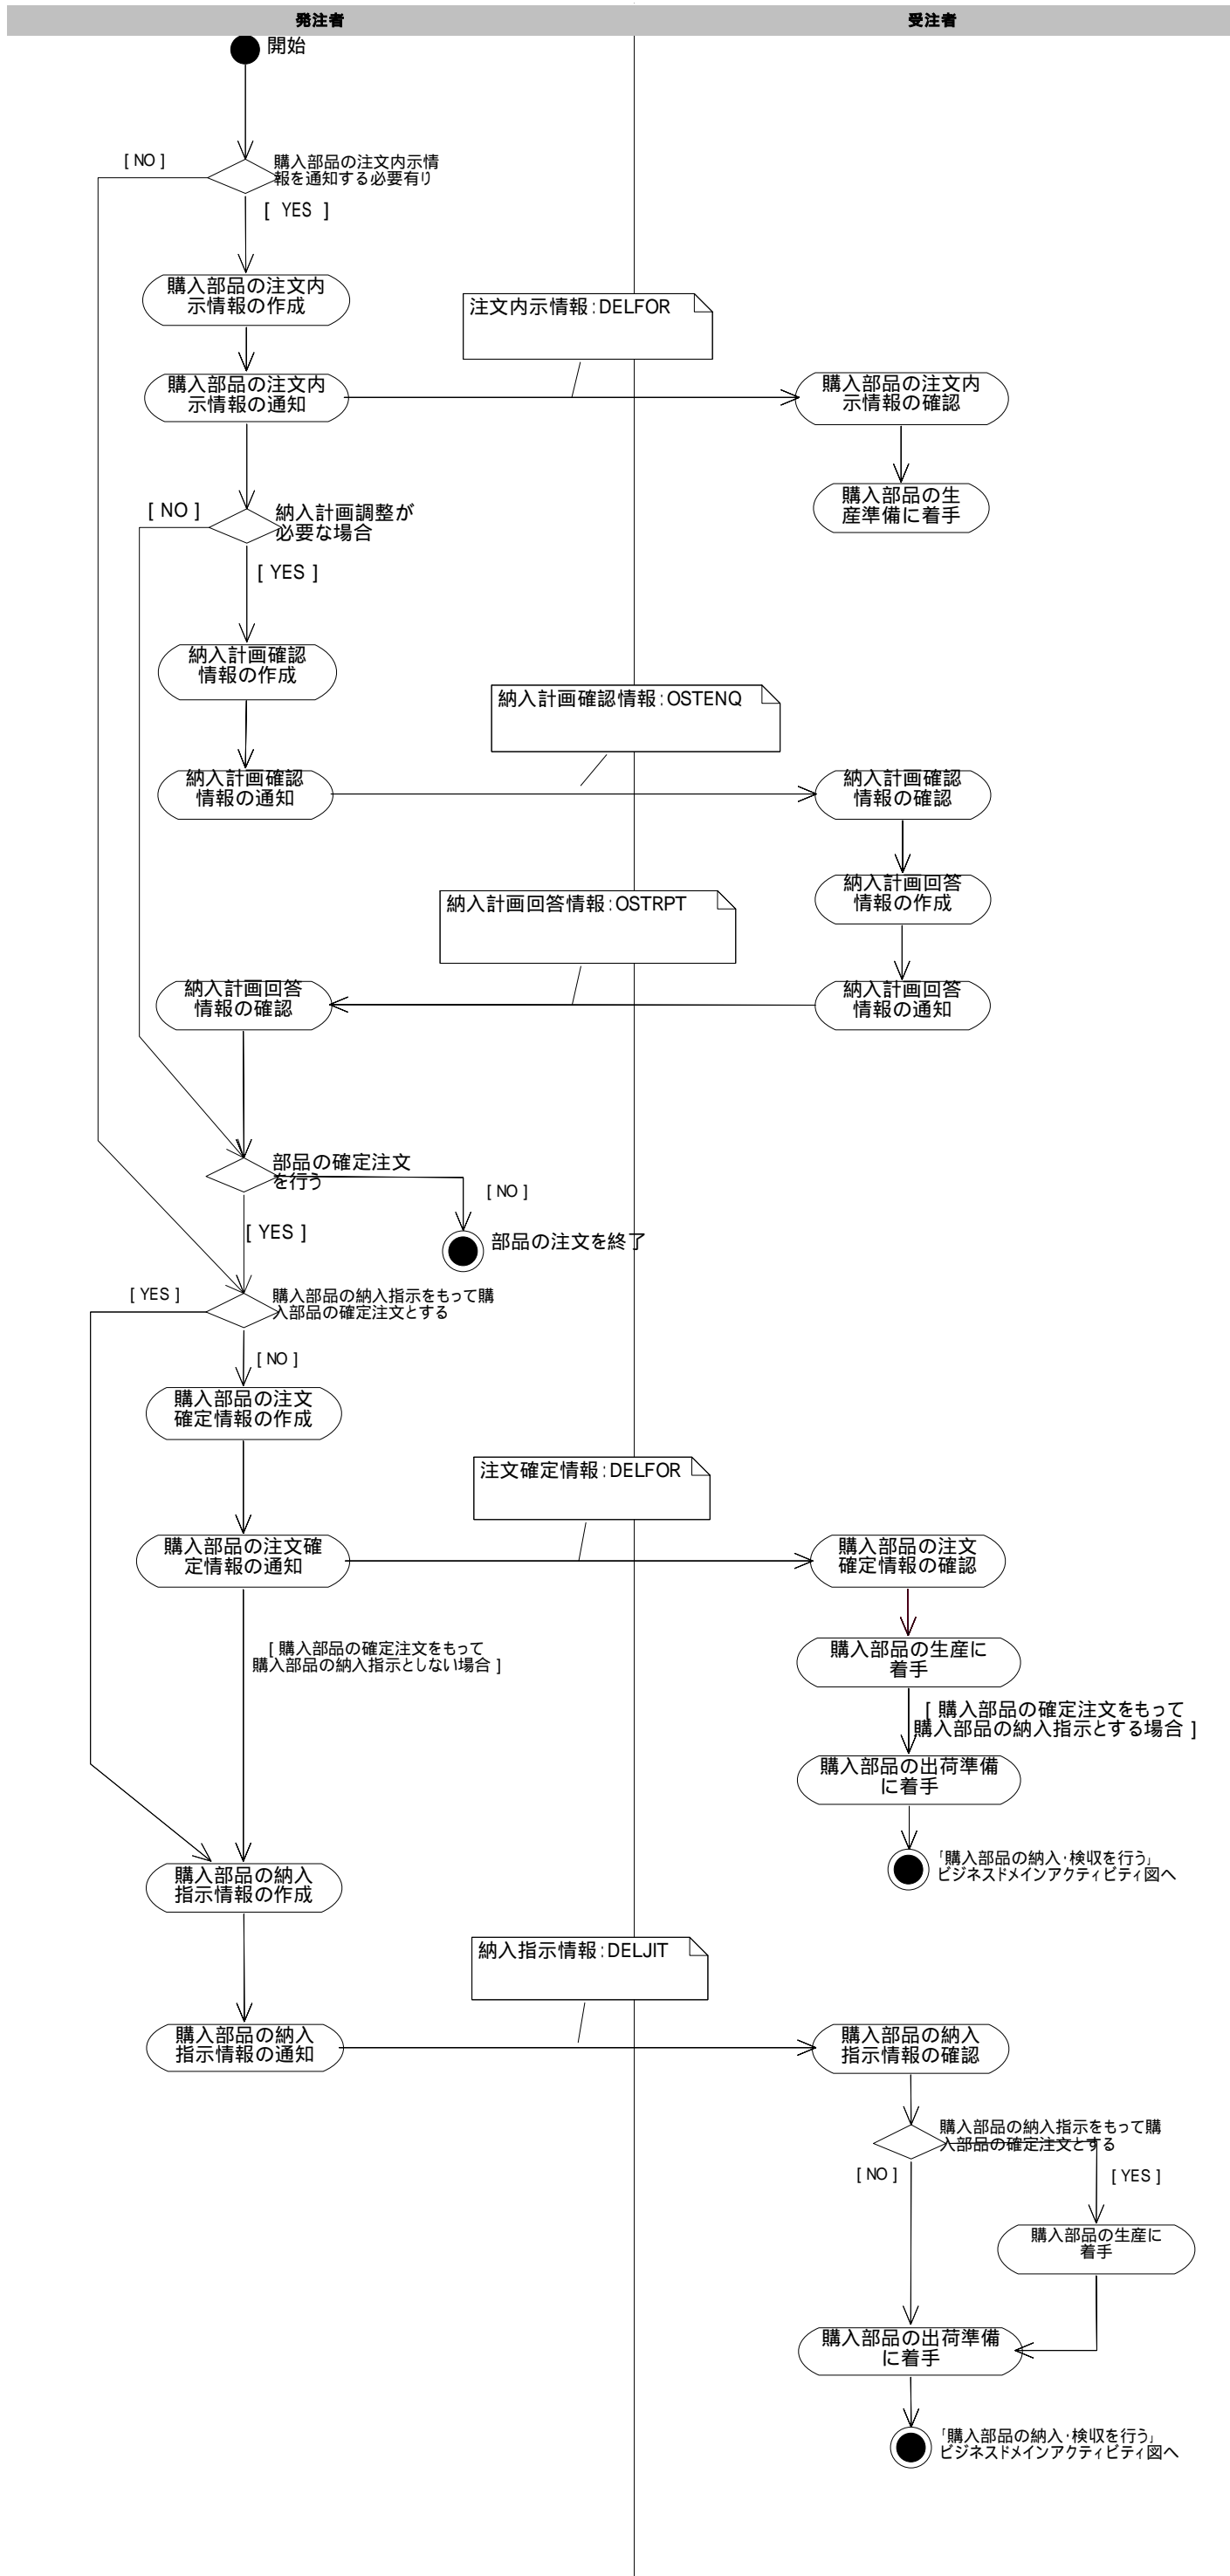 発注者
受注者
開始
[ NO ]
購入部品の注文内示情
報を通知する必要有り
[ YES ]
購入部品の注文内
示情報の作成
注文内示情報:DELFOR
購入部品の注文内
示情報の通知
購入部品の注文内
示情報の確認
購入部品の生
産準備に着手
[ NO ]
納入計画調整が
必要な場合
[ YES ]
納入計画確認
情報の作成
納入計画確認情報:OSTENQ
納入計画確認
情報の通知
納入計画確認
情報の確認
納入計画回答
情報の作成
納入計画回答情報:OSTRPT
納入計画回答
情報の確認
納入計画回答
情報の通知
部品の確定注文
を行う
[ NO ]
[ YES ]
部品の注文を終了
[ YES ]
購入部品の納入指示をもって購
入部品の確定注文とする
[ NO ]
購入部品の注文
確定情報の作成
注文確定情報:DELFOR
購入部品の注文確
定情報の通知
購入部品の注文
確定情報の確認
[ 購入部品の確定注文をもって
購入部品の納入指示としない場合 ]
購入部品の生産に
着手
[ 購入部品の確定注文をもって
購入部品の納入指示とする場合 ]
購入部品の出荷準備
に着手
「購入部品の納入・検収を行う」
ビジネスドメインアクティビティ図へ
購入部品の納入
指示情報の作成
納入指示情報:DELJIT
購入部品の納入
指示情報の通知
購入部品の納入
指示情報の確認
購入部品の納入指示をもって購
入部品の確定注文とする
[ NO ]
[ YES ]
購入部品の生産に
着手
購入部品の出荷準備
に着手
「購入部品の納入・検収を行う」
ビジネスドメインアクティビティ図へ